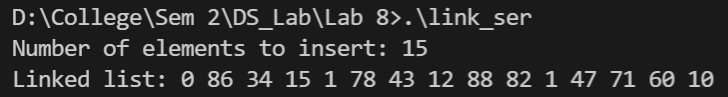 D:\College\Sem 2\DS_Lab\Lab 8>.\link_ser
Number of elements to insert: 15
Linked list: 0 86 34 15 1 78 43 12 88 82 1 47 71 60 10